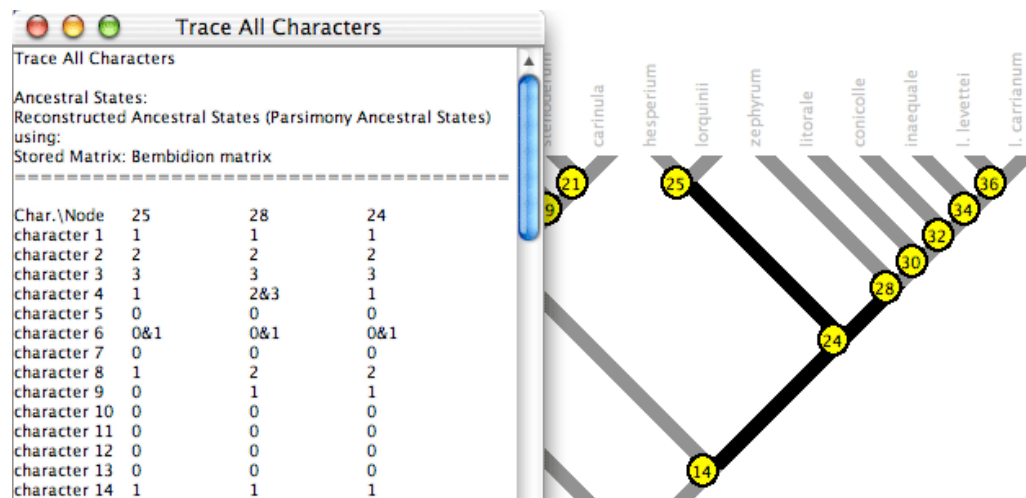 Trace All Characters
Trace All Characters
Ancestral States:
Reconstructed Ancestral States (Parsimony Ancestral States)
using:
Stored Matrix: Bembidion matrix
==========================================
Char.\Node 25 28 24
character 1 1 1 1
character 2 2 2 2
character 3 3 3 3
character 4 1 2&3 1
character 5 0 0 0
character 6 0&1 0&1 0&1
character 7 0 0 0
character 8 1 2 2
character 9 0 1 1
character 10 0 0 0
character 11 0 0 0
character 12 0 0 0
character 13 0 0 0
character 14 1 1 1
carinula
hesperium
lorquinii
zephyrum
litorale
conicolle
inaequale
l. levettei
l. carrianum
21
9
25
36
34
32
30
28
24
14